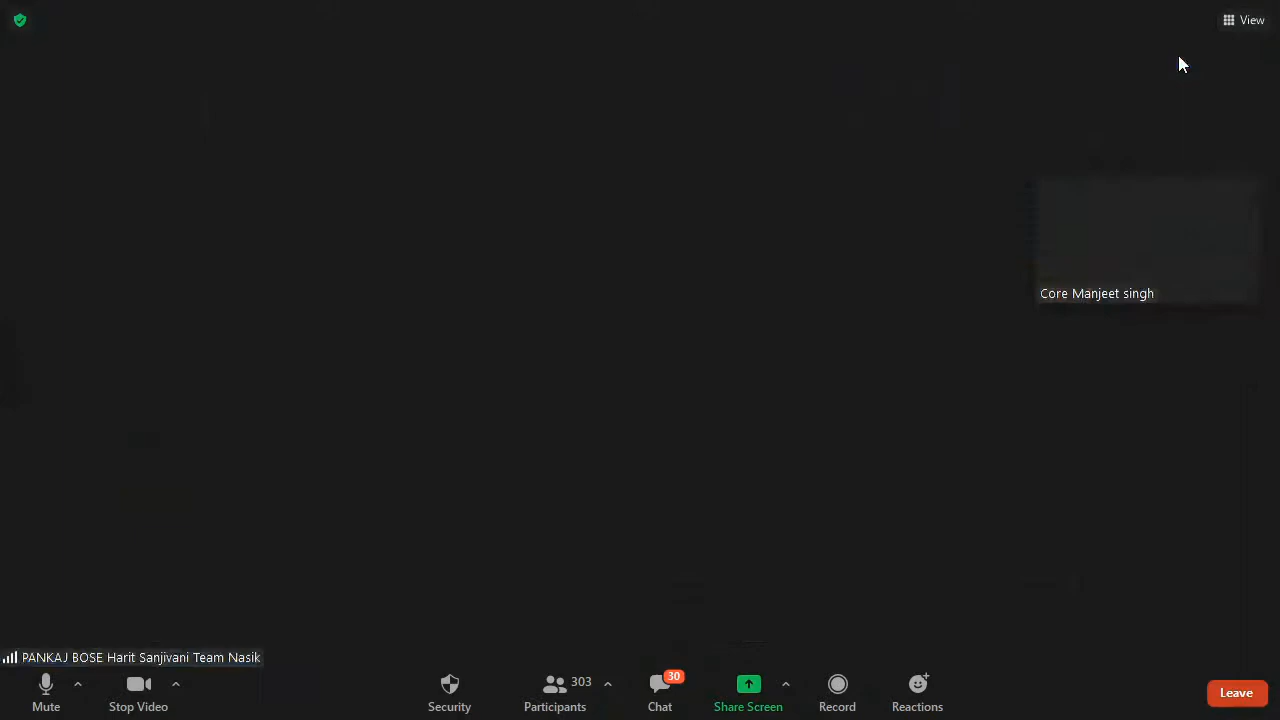 View
Core Manjeet singh
PANKAJ BOSE Harit Sanjivani Team Nasik
Mute
Stop Video
Security
303
Participants
30
Chat
Share Screen
Record
Reactions
Leave